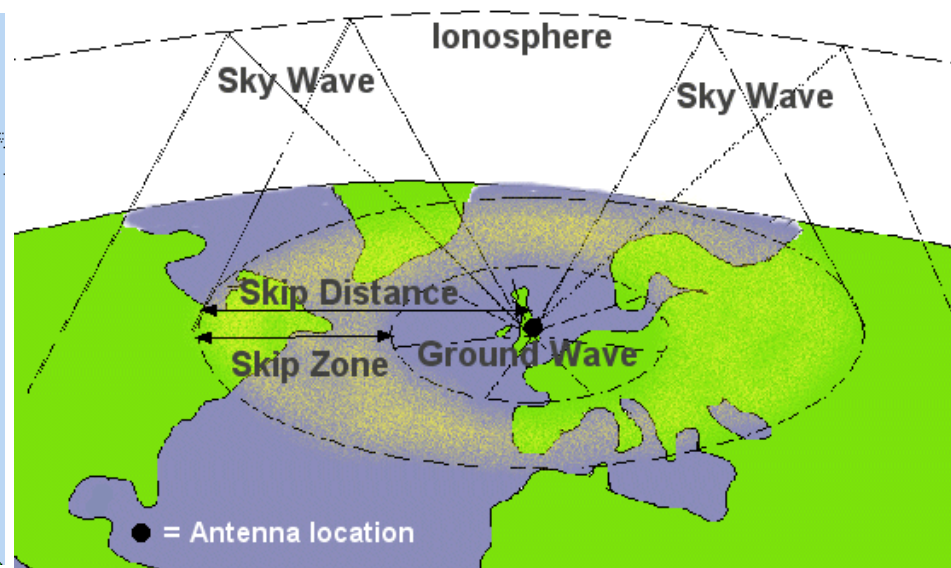 Ionosphere
Sky Wave
Sky Wave
Skip Distance
Ground Wave
Skip Zone
= Antenna location